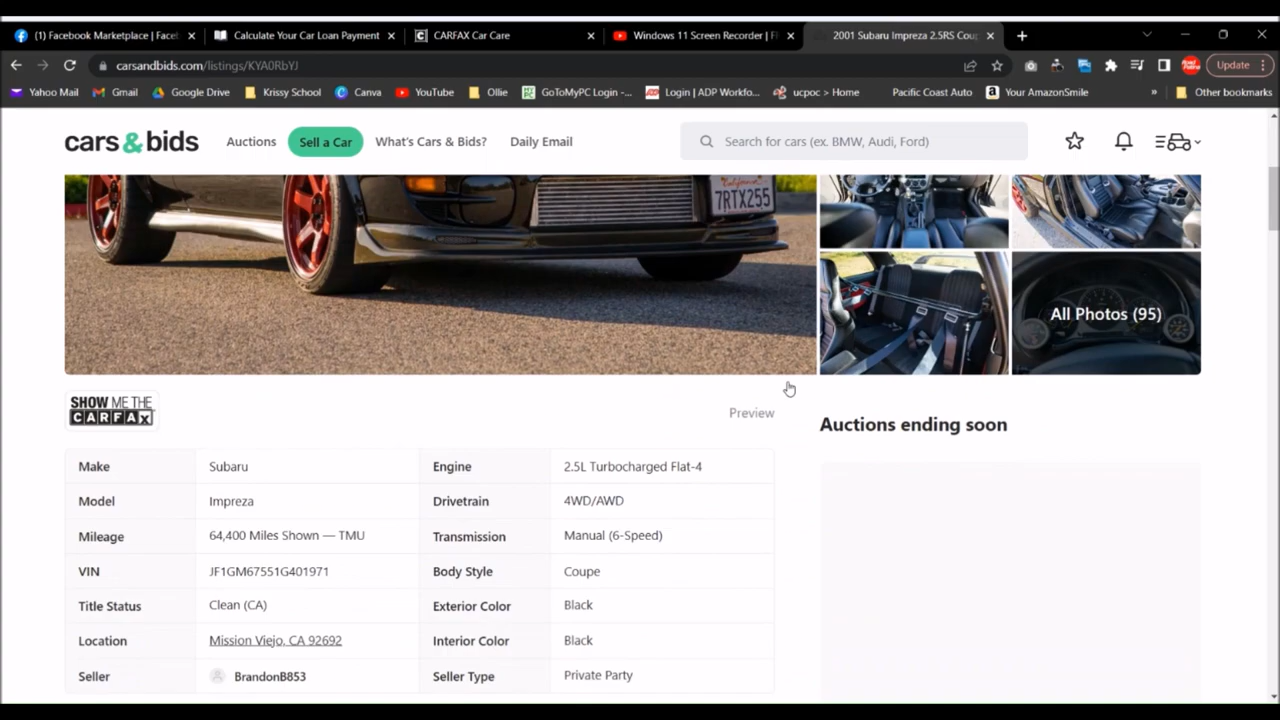 (1) Facebook Marketplace | Face
Calculate Your Car Loan Payment
CARFAX Car Care
Windows 11 Screen Recorder | F
2001 Subaru Impreza 2.5RS Coup
carsandbids.com/listings/KYA0RbYJ
Update
Yahoo Mail
Gmail
Google Drive
Krissy School
Canva
YouTube
Ollie
GoToMyPC Login -...
Login | ADP Workfo...
ucpoc > Home
Pacific Coast Auto
Your AmazonSmile
»
Other bookmarks
cars & bids
Auctions
Sell a Car
What's Cars & Bids?
Daily Email
Search for cars (ex. BMW, Audi, Ford)
California
7RTX255
All Photos (95)
SHOW ME THE
CARFAX
Preview
Auctions ending soon
Make Subaru Engine 2.5L Turbocharged Flat-4
Model Impreza Drivetrain 4WD/AWD
Mileage 64,400 Miles Shown — TMU Transmission Manual (6-Speed)
VIN JF1GM67551G401971 Body Style Coupe
Title Status Clean (CA) Exterior Color Black
Location Mission Viejo, CA 92692 Interior Color Black
Seller BrandonB853 Seller Type Private Party